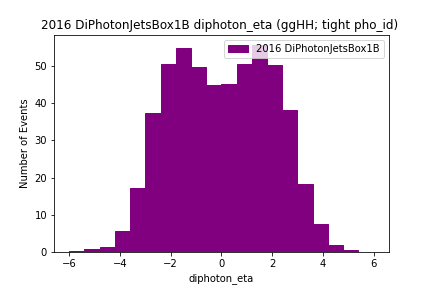 2016 DiPhotonJetsBox1B diphoton_eta (ggHH; tight pho_id)
2016 DiPhotonJetsBox1B
Number of Events
50
40
30
20
10
0
−6 −4 −2 0 2 4 6
diphoton_eta